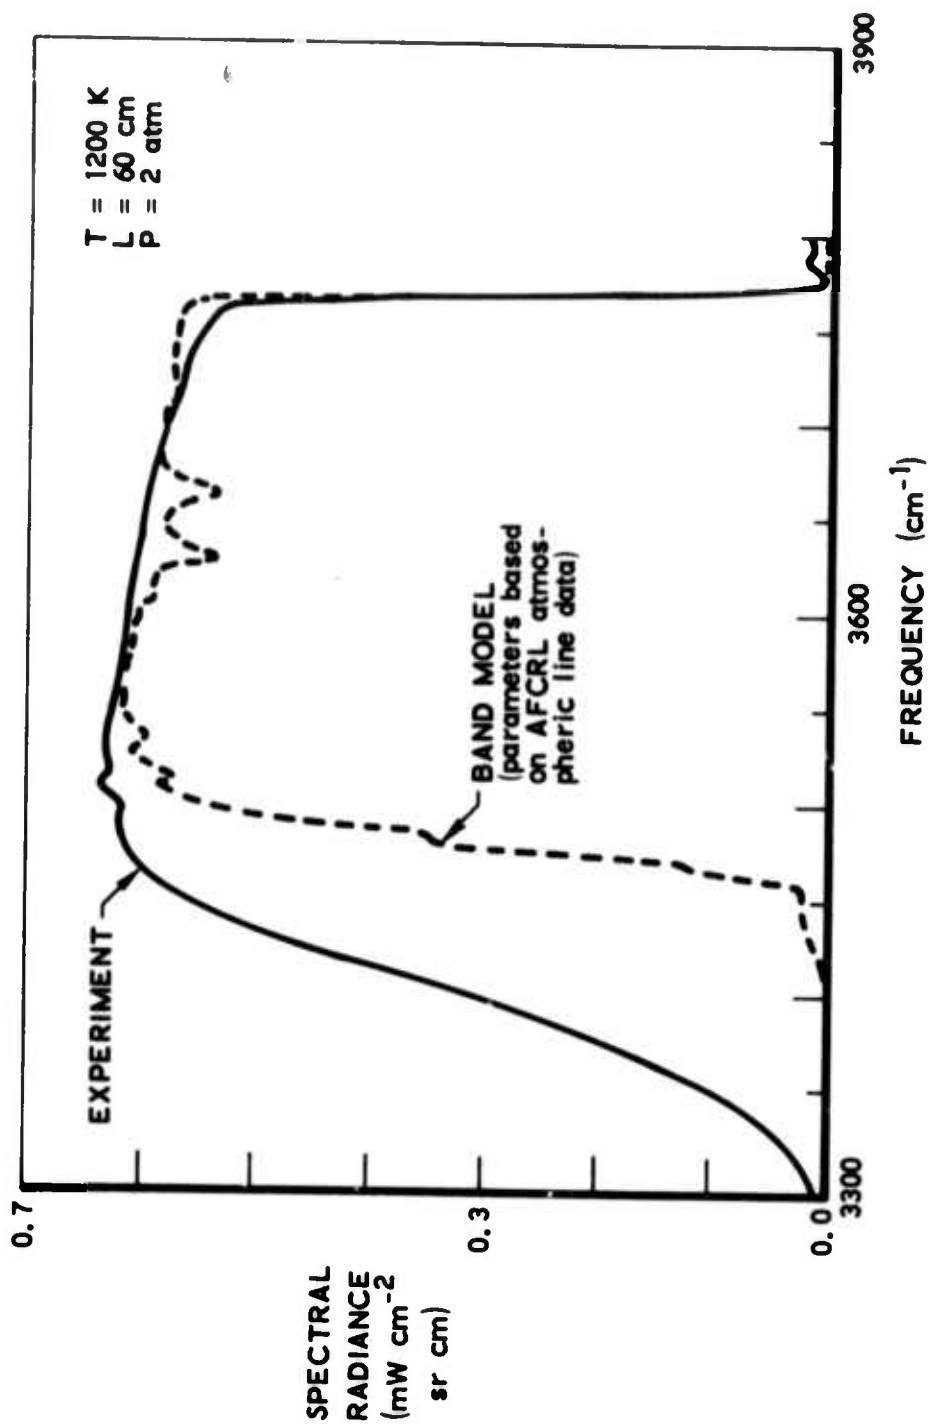 T = 1200 K
L = 60 cm
P = 2 atm
EXPERIMENT
BAND MODEL
(parameters based
on AFCRL atmos-
pheric line data)
SPECTRAL
RADIANCE
(mW cm-2
sr cm)
0.7
0.3
0.0
3300
3600
3900
FREQUENCY (cm-1)